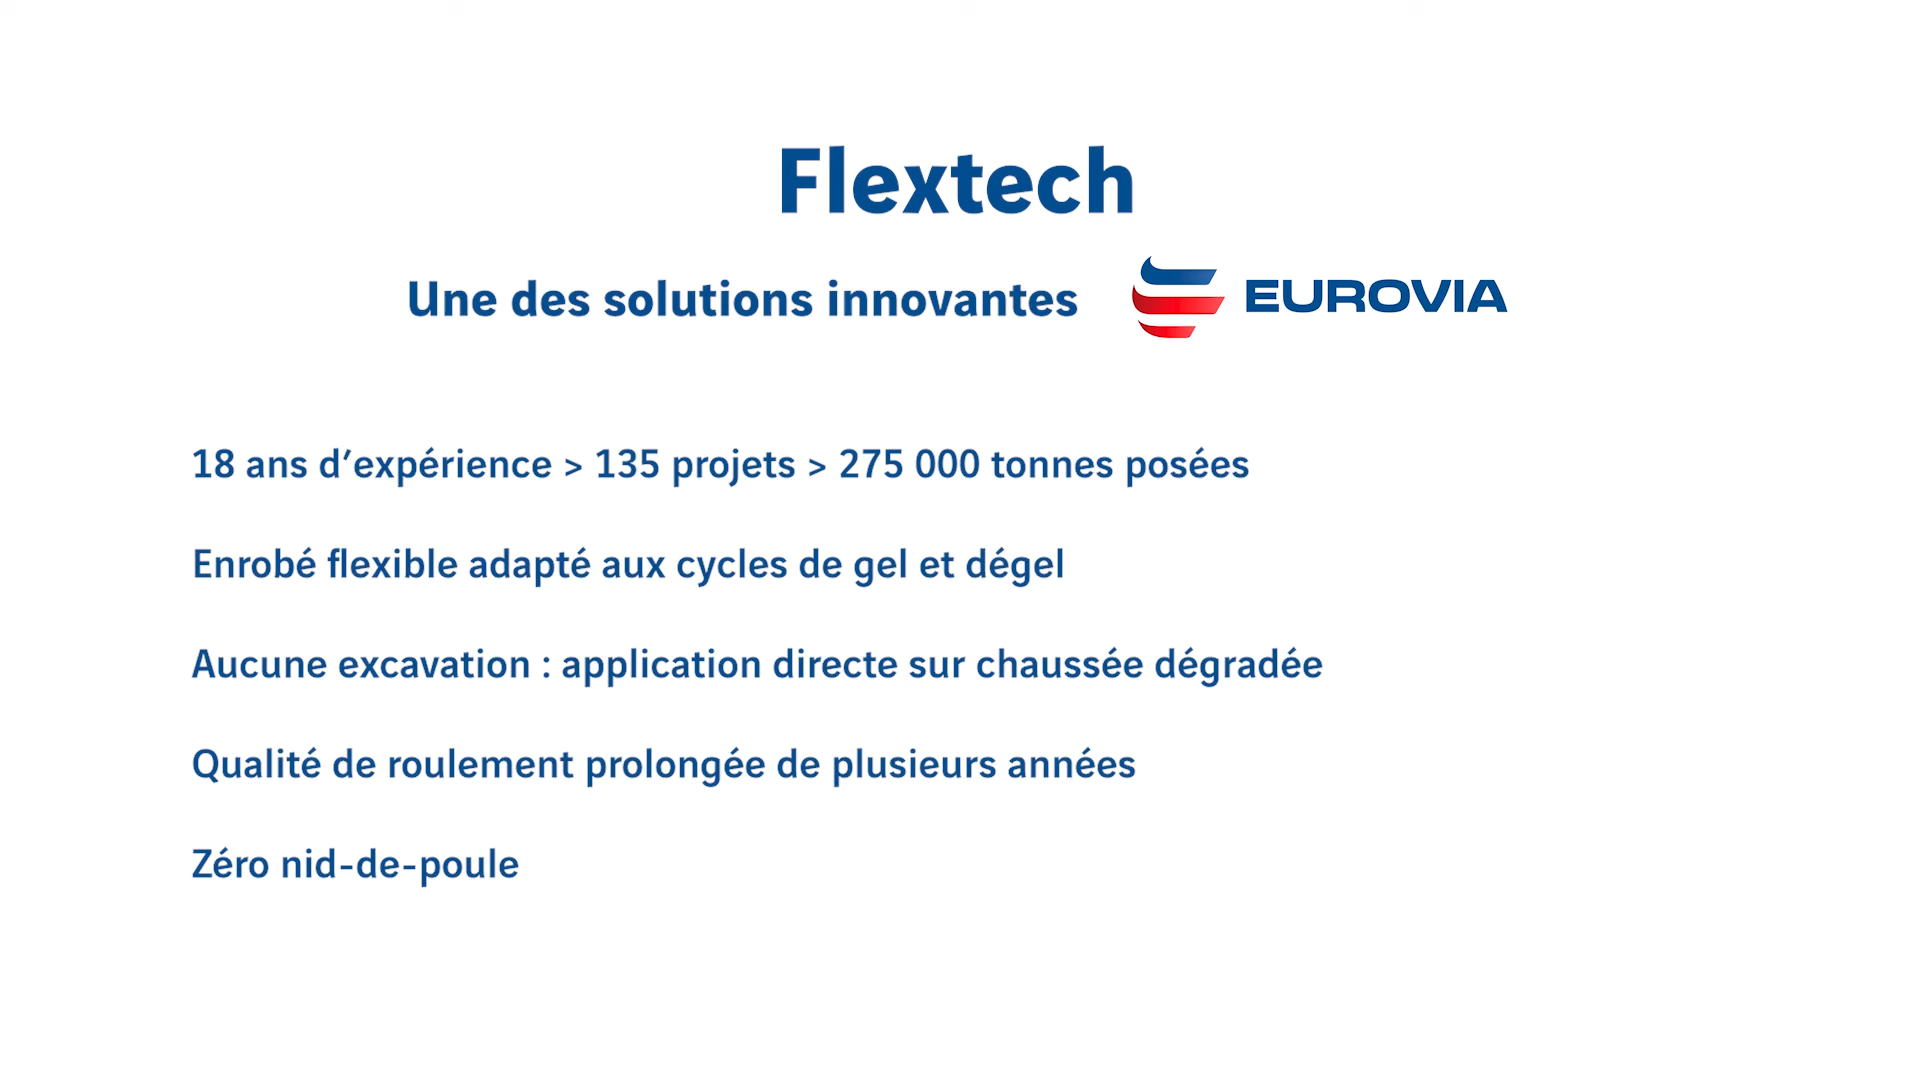 Flextech
Une des solutions innovantes EUROVIA
18 ans d’expérience > 135 projets > 275 000 tonnes posées
Enrobé flexible adapté aux cycles de gel et dégel
Aucune excavation : application directe sur chaussée dégradée
Qualité de roulement prolongée de plusieurs années
Zéro nid-de-poule